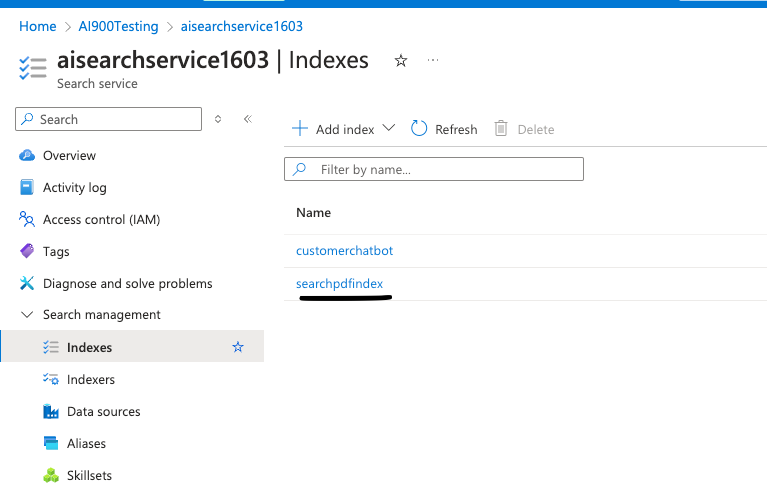 Home > AI900Testing > aisearchservice1603
aisearchservice1603 | Indexes
Search service
Search
Overview
Activity log
Access control (IAM)
Tags
Diagnose and solve problems
Search management
Indexes
Indexers
Data sources
Aliases
Skillsets
Add index Refresh Delete
Filter by name...
Name
customerchatbot
searchpdfindex